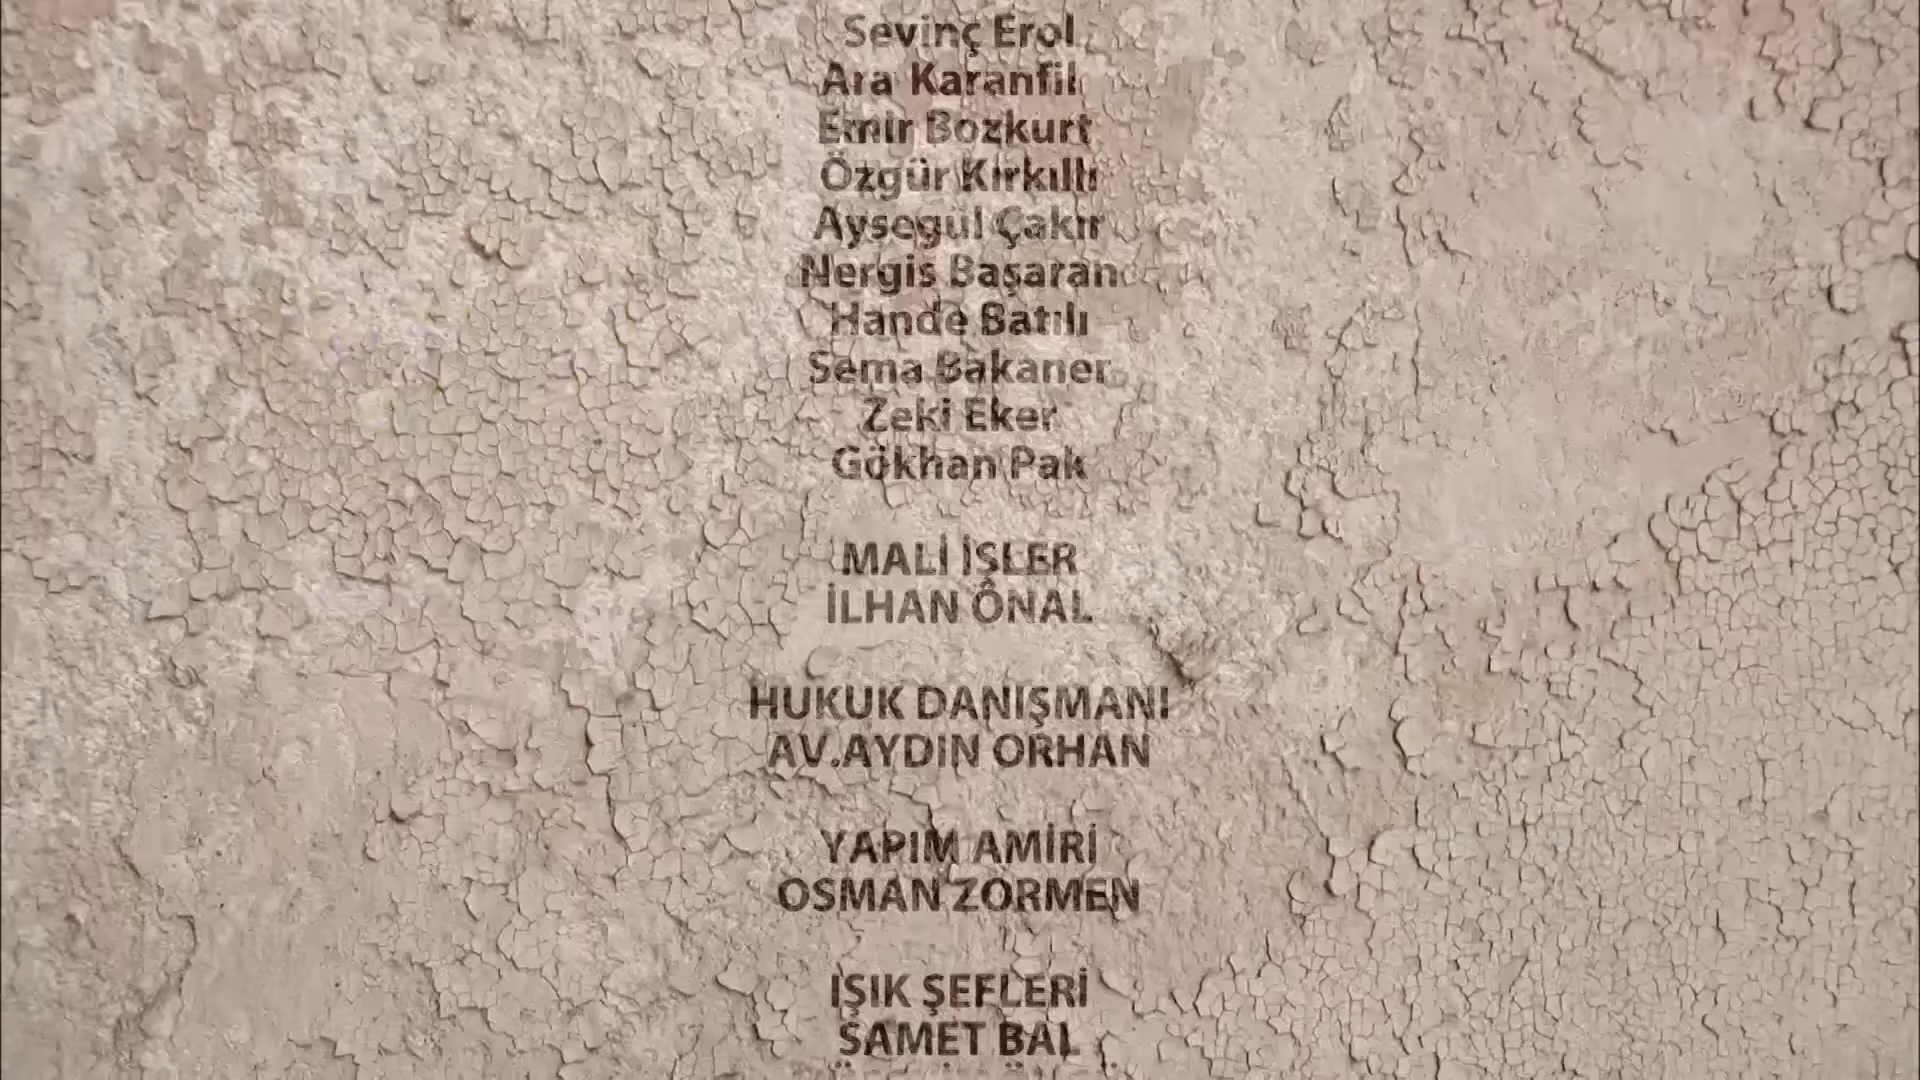 Sevinç Erol
Ara Karanfil
Emir Bozkurt
Özgür Kırkıllı
Ayşegül Çakır
Nergis Başaran
Hande Batılı
Sema Bakaner
Zeki Eker
Gökhan Pak
MALİ İŞLER
İLHAN ÖNAL
HUKUK DANIŞMANI
AV.AYDIN ORHAN
YAPIM AMİRİ
OSMAN ZORMEN
IŞIK ŞEFLERİ
SAMET BAL